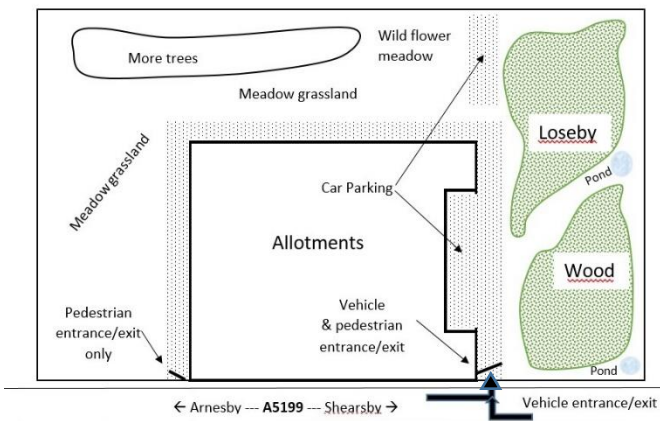 Wild flower
meadow
More trees
Meadow grassland
Loseby
Pond
Meadow grassland
Car Parking
Allotments
Wood
Pedestrian
entrance/exit
only
Vehicle
& pedestrian
entrance/exit
Pond
← Arnesby --- A5199 --- Shearsby →
Vehicle entrance/exit